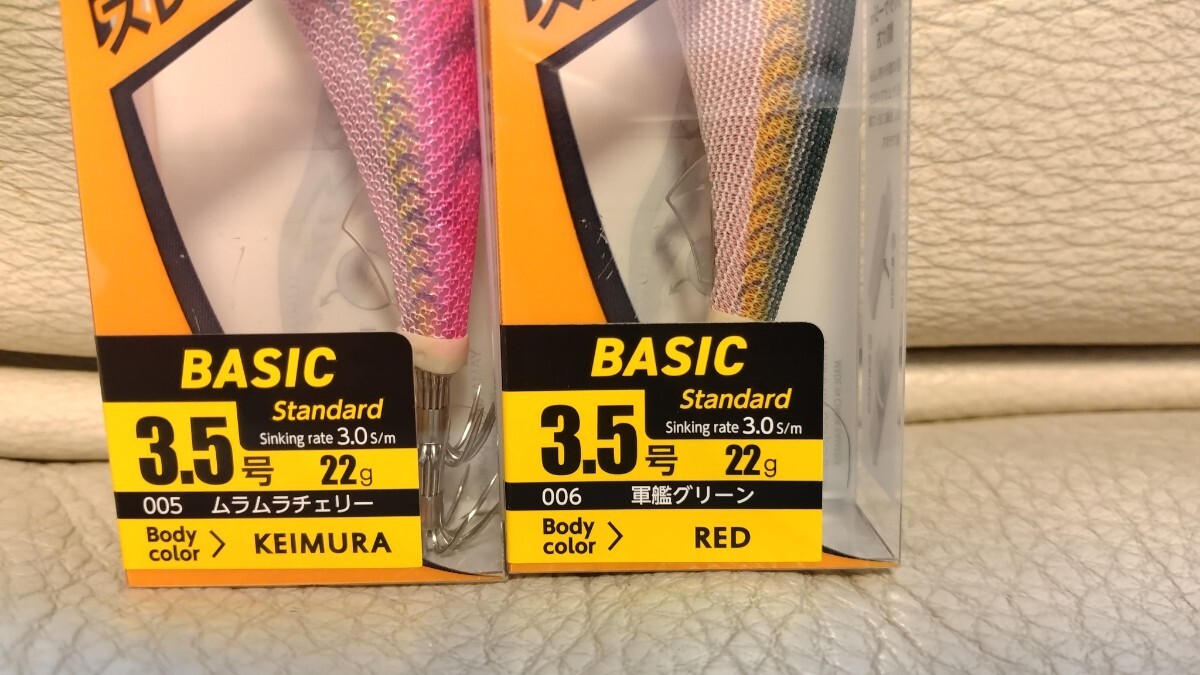 BASIC
Standard
3.5号
Sinking rate 3.0 S/m
22g
005 ムラムラチェリー
Body color > KEIMURA
BASIC
Standard
3.5号
Sinking rate 3.0 S/m
22g
006 軍艦グリーン
Body color > RED